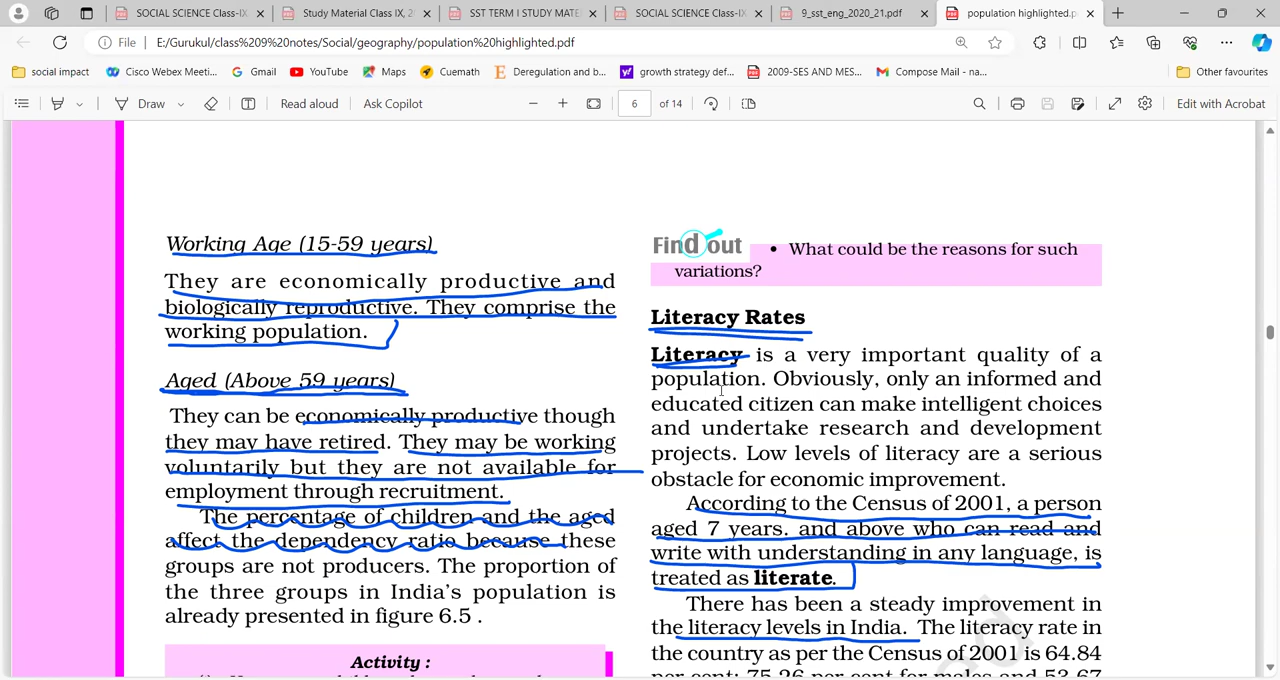 SOCIAL SCIENCE Class-IX
Study Material Class IX, 2
SST TERM I STUDY MATE
SOCIAL SCIENCE Class-IX
9_sst_eng_2020_21.pdf
population highlighted.p
File
E:/Gurukul/class%209%20notes/Social/geography/population%20highlighted.pdf
social impact
Cisco Webex Meeti...
Gmail
YouTube
Maps
Cuemath
Deregulation and b...
growth strategy def...
2009-SES AND MES...
Compose Mail - na...
Other favourites
Draw
Read aloud
Ask Copilot
6 of 14
Edit with Acrobat
Working Age (15-59 years)
They are economically productive and
biologically reproductive. They comprise the
working population.
Aged (Above 59 years)
They can be economically productive though
they may have retired. They may be working
voluntarily but they are not available for
employment through recruitment.
The percentage of children and the aged
affect the dependency ratio because these
groups are not producers. The proportion of
the three groups in India's population is
already presented in figure 6.5 .
Activity :
Find out
• What could be the reasons for such
variations?
Literacy Rates
Literacy is a very important quality of a
population. Obviously, only an informed and
educated citizen can make intelligent choices
and undertake research and development
projects. Low levels of literacy are a serious
obstacle for economic improvement.
According to the Census of 2001, a person
aged 7 years. and above who can read and
write with understanding in any language, is
treated as literate.
There has been a steady improvement in
the literacy levels in India. The literacy rate in
the country as per the Census of 2001 is 64.84
per cent; 75.26 per cent for males and 53.67